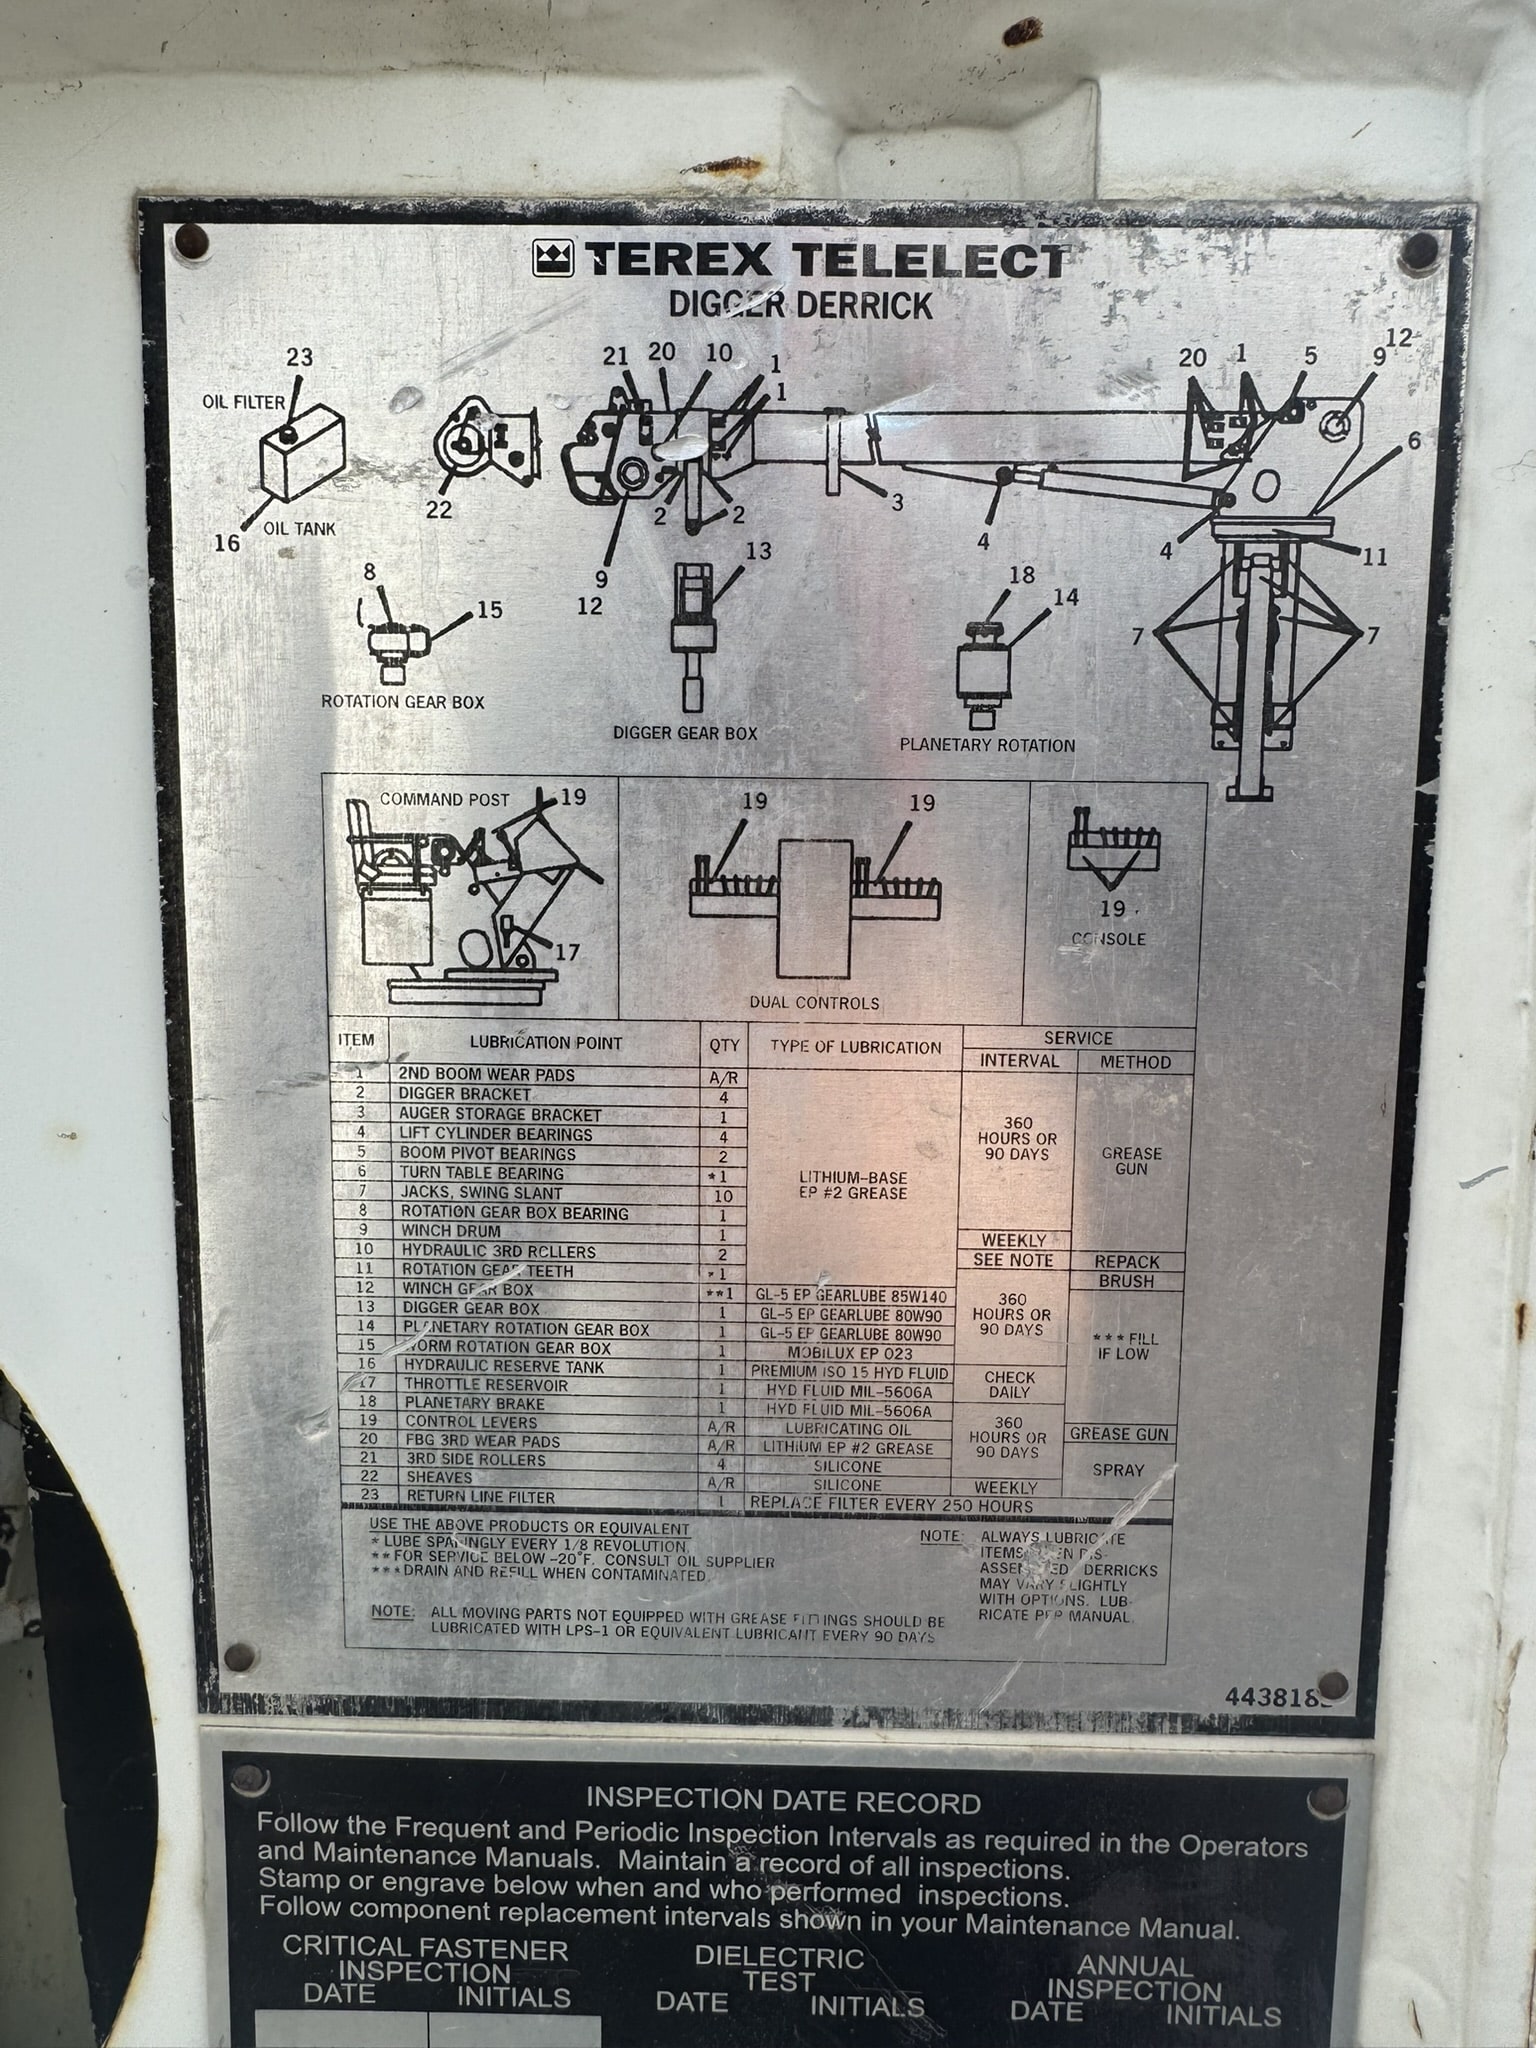 TEREX TELELECT
DIGGER DERRICK
23
21
20
10
1
1
20
1
5
9
12
OIL FILTER
22
16
OIL TANK
2
2
3
4
4
6
11
9
12
8
15
13
18
14
7
7
ROTATION GEAR BOX
DIGGER GEAR BOX
PLANETARY ROTATION
COMMAND POST
19
17
19
19
DUAL CONTROLS
19
CONSOLE
ITEM LUBRICATION POINT QTY TYPE OF LUBRICATION SERVICE
INTERVAL METHOD
1 2ND BOOM WEAR PADS A/R
2 DIGGER BRACKET 4
3 AUGER STORAGE BRACKET 1
4 LIFT CYLINDER BEARINGS 4
5 BOOM PIVOT BEARINGS 2
6 TURN TABLE BEARING *1
7 JACKS, SWING SLANT 10
8 ROTATION GEAR BOX BEARING 1
9 WINCH DRUM 1
10 HYDRAULIC 3RD ROLLERS 2
11 ROTATION GEAR TEETH *1
LITHIUM-BASE
EP #2 GREASE
360
HOURS OR
90 DAYS
GREASE
GUN
WEEKLY
SEE NOTE REPACK
BRUSH
12 WINCH GEAR BOX **1 GL-5 EP GEARLUBE 85W140
13 DIGGER GEAR BOX 1 GL-5 EP GEARLUBE 80W90
14 PLANETARY ROTATION GEAR BOX 1 GL-5 EP GEARLUBE 80W90
15 WORM ROTATION GEAR BOX 1 MOBILUX EP 023
360
HOURS OR
90 DAYS
***FILL
IF LOW
16 HYDRAULIC RESERVE TANK 1 PREMIUM ISO 15 HYD FLUID
17 THROTTLE RESERVOIR 1 HYD FLUID MIL-5606A
CHECK
DAILY
18 PLANETARY BRAKE 1 HYD FLUID MIL-5606A
19 CONTROL LEVERS A/R LUBRICATING OIL
20 FBG 3RD WEAR PADS A/R LITHIUM EP #2 GREASE
21 3RD SIDE ROLLERS 4 SILICONE
360
HOURS OR
90 DAYS
GREASE GUN
SPRAY
22 SHEAVES A/R SILICONE WEEKLY
23 RETURN LINE FILTER 1 REPLACE FILTER EVERY 250 HOURS
USE THE ABOVE PRODUCTS OR EQUIVALENT
* LUBE SPARINGLY EVERY 1/8 REVOLUTION.
**FOR SERVICE BELOW -20°F. CONSULT OIL SUPPLIER
***DRAIN AND REFILL WHEN CONTAMINATED.
NOTE: ALL MOVING PARTS NOT EQUIPPED WITH GREASE FITTINGS SHOULD BE
LUBRICATED WITH LPS-1 OR EQUIVALENT LUBRICANT EVERY 90 DAYS
NOTE: ALWAYS LUBRICATE
ITEMS WHEN DIS-
ASSEMBLED. DERRICKS
MAY VARY SLIGHTLY
WITH OPTIONS. LUB-
RICATE PER MANUAL.
INSPECTION DATE RECORD
Follow the Frequent and Periodic Inspection Intervals as required in the Operators
and Maintenance Manuals. Maintain a record of all inspections.
Stamp or engrave below when and who performed inspections.
Follow component replacement intervals shown in your Maintenance Manual.
CRITICAL FASTENER
INSPECTION
DATE INITIALS
DIELECTRIC
TEST
DATE INITIALS
ANNUAL
INSPECTION
DATE INITIALS